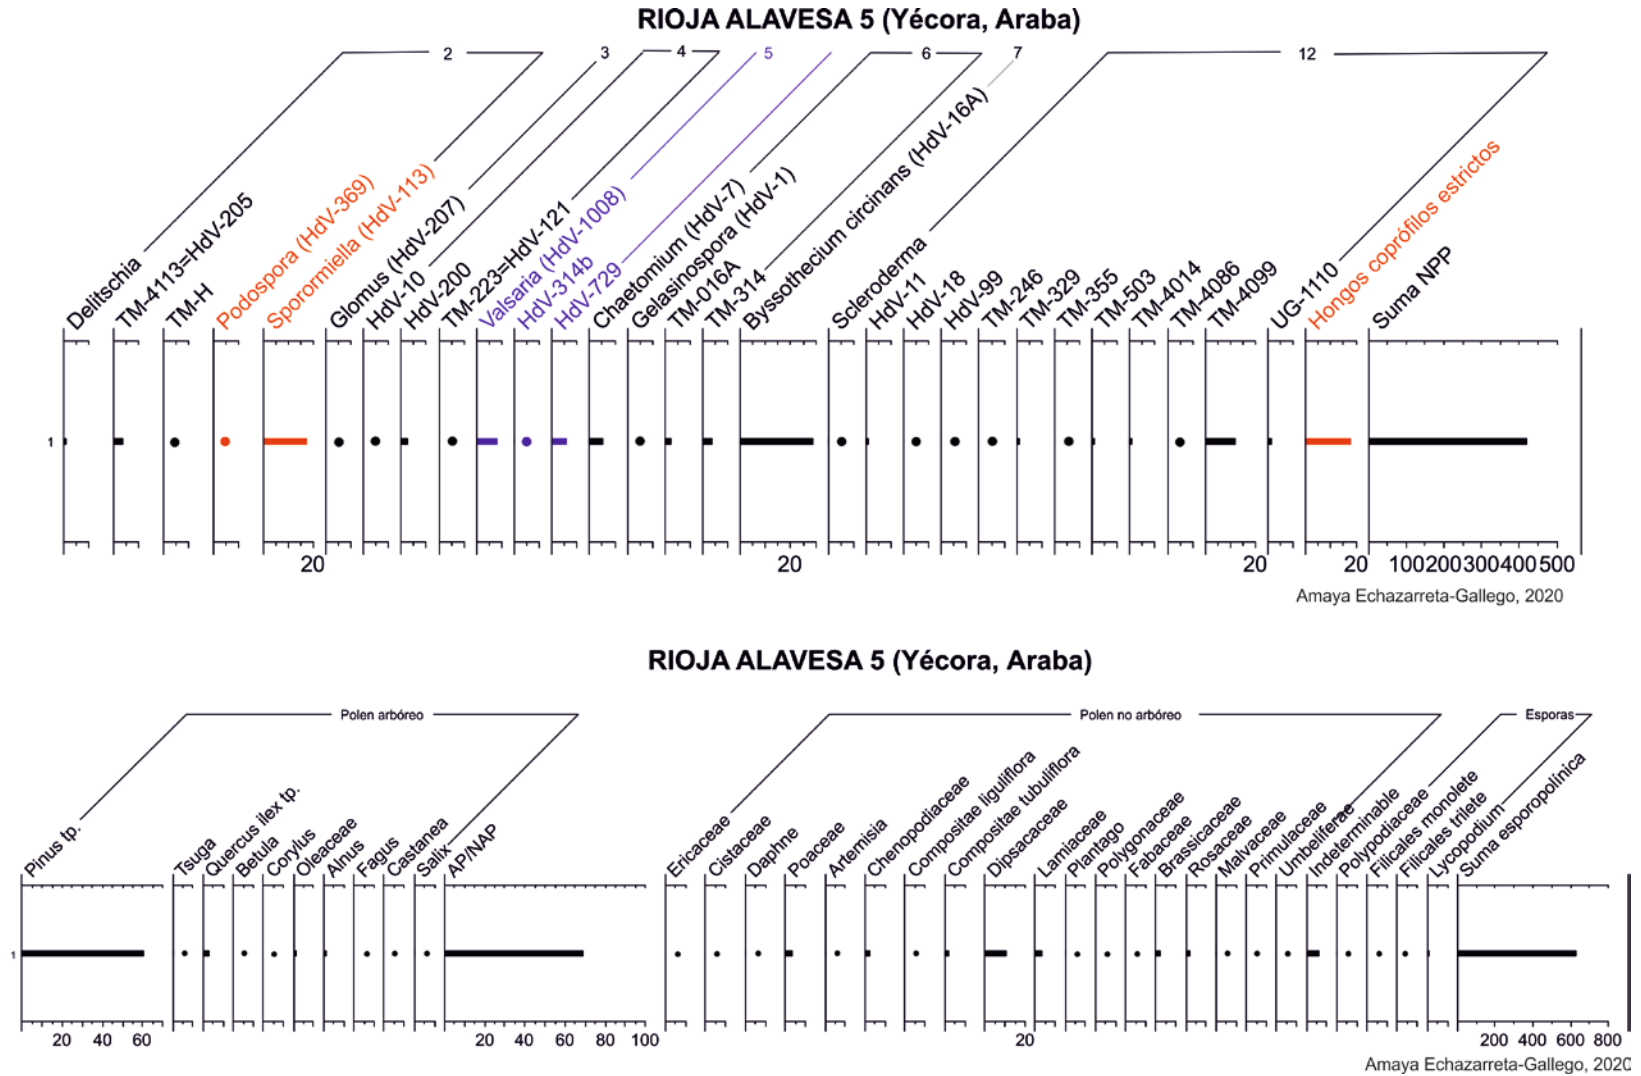 RIOJA ALAVESA 5 (Yécora, Araba)
2
3
4
5
6
7
12
Delitschia
TM-4113=HdV-205
TM-H
Podospora (HdV-369)
Sporormiella (HdV-113)
Glomus (HdV-207)
HdV-10
HdV-200
TM-223=HdV-121
Valsaria (HdV-1008)
HdV-314b
HdV-729
Chaetomium (HdV-7)
Gelasinospora (HdV-1)
TM-016A
TM-314
Byssothecium circinans (HdV-16A)
Scleroderma
HdV-11
HdV-18
HdV-99
TM-246
TM-329
TM-355
TM-503
TM-4014
TM-4086
TM-4099
UG-1110
Hongos coprófilos estrictos
Suma NPP
1
20
20
20
20
100 200 300 400 500
Amaya Echazarreta-Gallego, 2020
RIOJA ALAVESA 5 (Yécora, Araba)
Polen arbóreo
Polen no arbóreo
Esporas
Pinus tp.
Tsuga
Quercus ilex tp.
Betula
Corylus
Oleaceae
Alnus
Fagus
Castanea
Salix
AP/NAP
Ericaceae
Cistaceae
Daphne
Poaceae
Artemisia
Chenopodiaceae
Compositae liguliflora
Compositae tubuliflora
Dipsacaceae
Lamiaceae
Plantago
Polygonaceae
Fabaceae
Brassicaceae
Rosaceae
Malvaceae
Primulaceae
Umbeliferae
Indeterminable
Polypodiaceae
Filicales monolete
Filicales trilete
Lycopodium
Suma esporopolínica
1
20 40 60
20 40 60 80 100
20
200 400 600 800
Amaya Echazarreta-Gallego, 2020